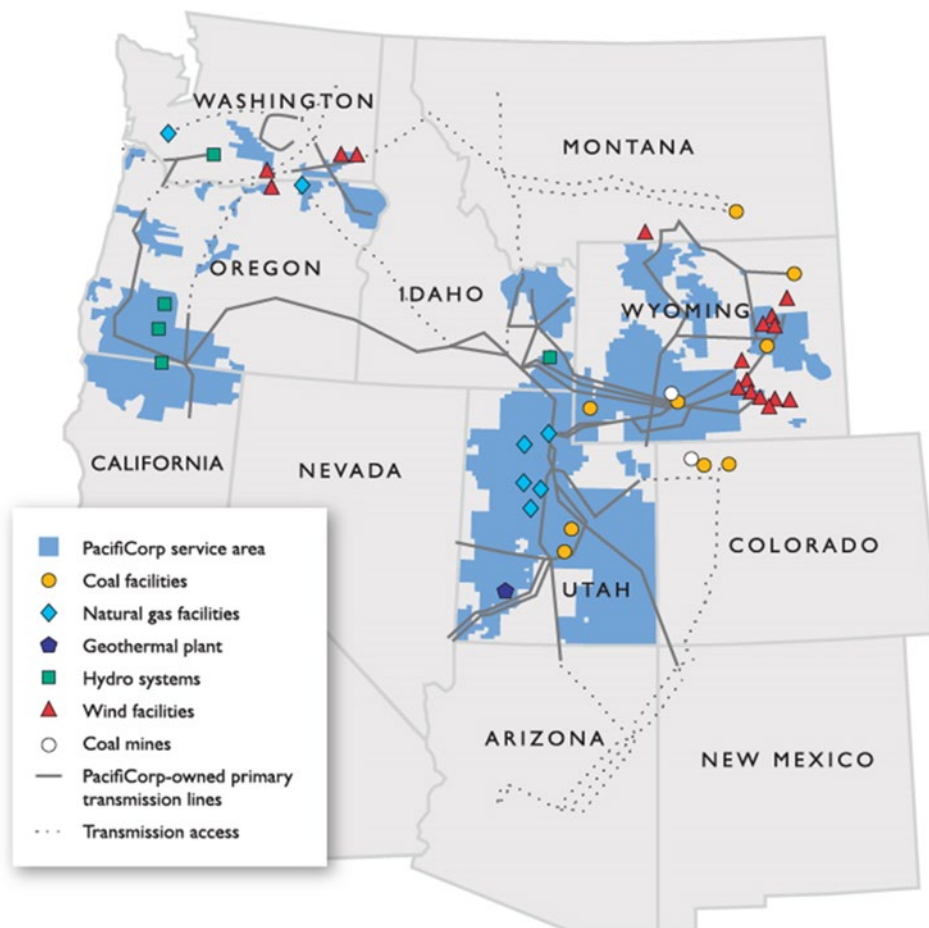 WASHINGTON
MONTANA
OREGON
IDAHO
WYOMING
CALIFORNIA
NEVADA
UTAH
COLORADO
ARIZONA
NEW MEXICO
PacifiCorp service area
Coal facilities
Natural gas facilities
Geothermal plant
Hydro systems
Wind facilities
Coal mines
PacifiCorp-owned primary
transmission lines
Transmission access